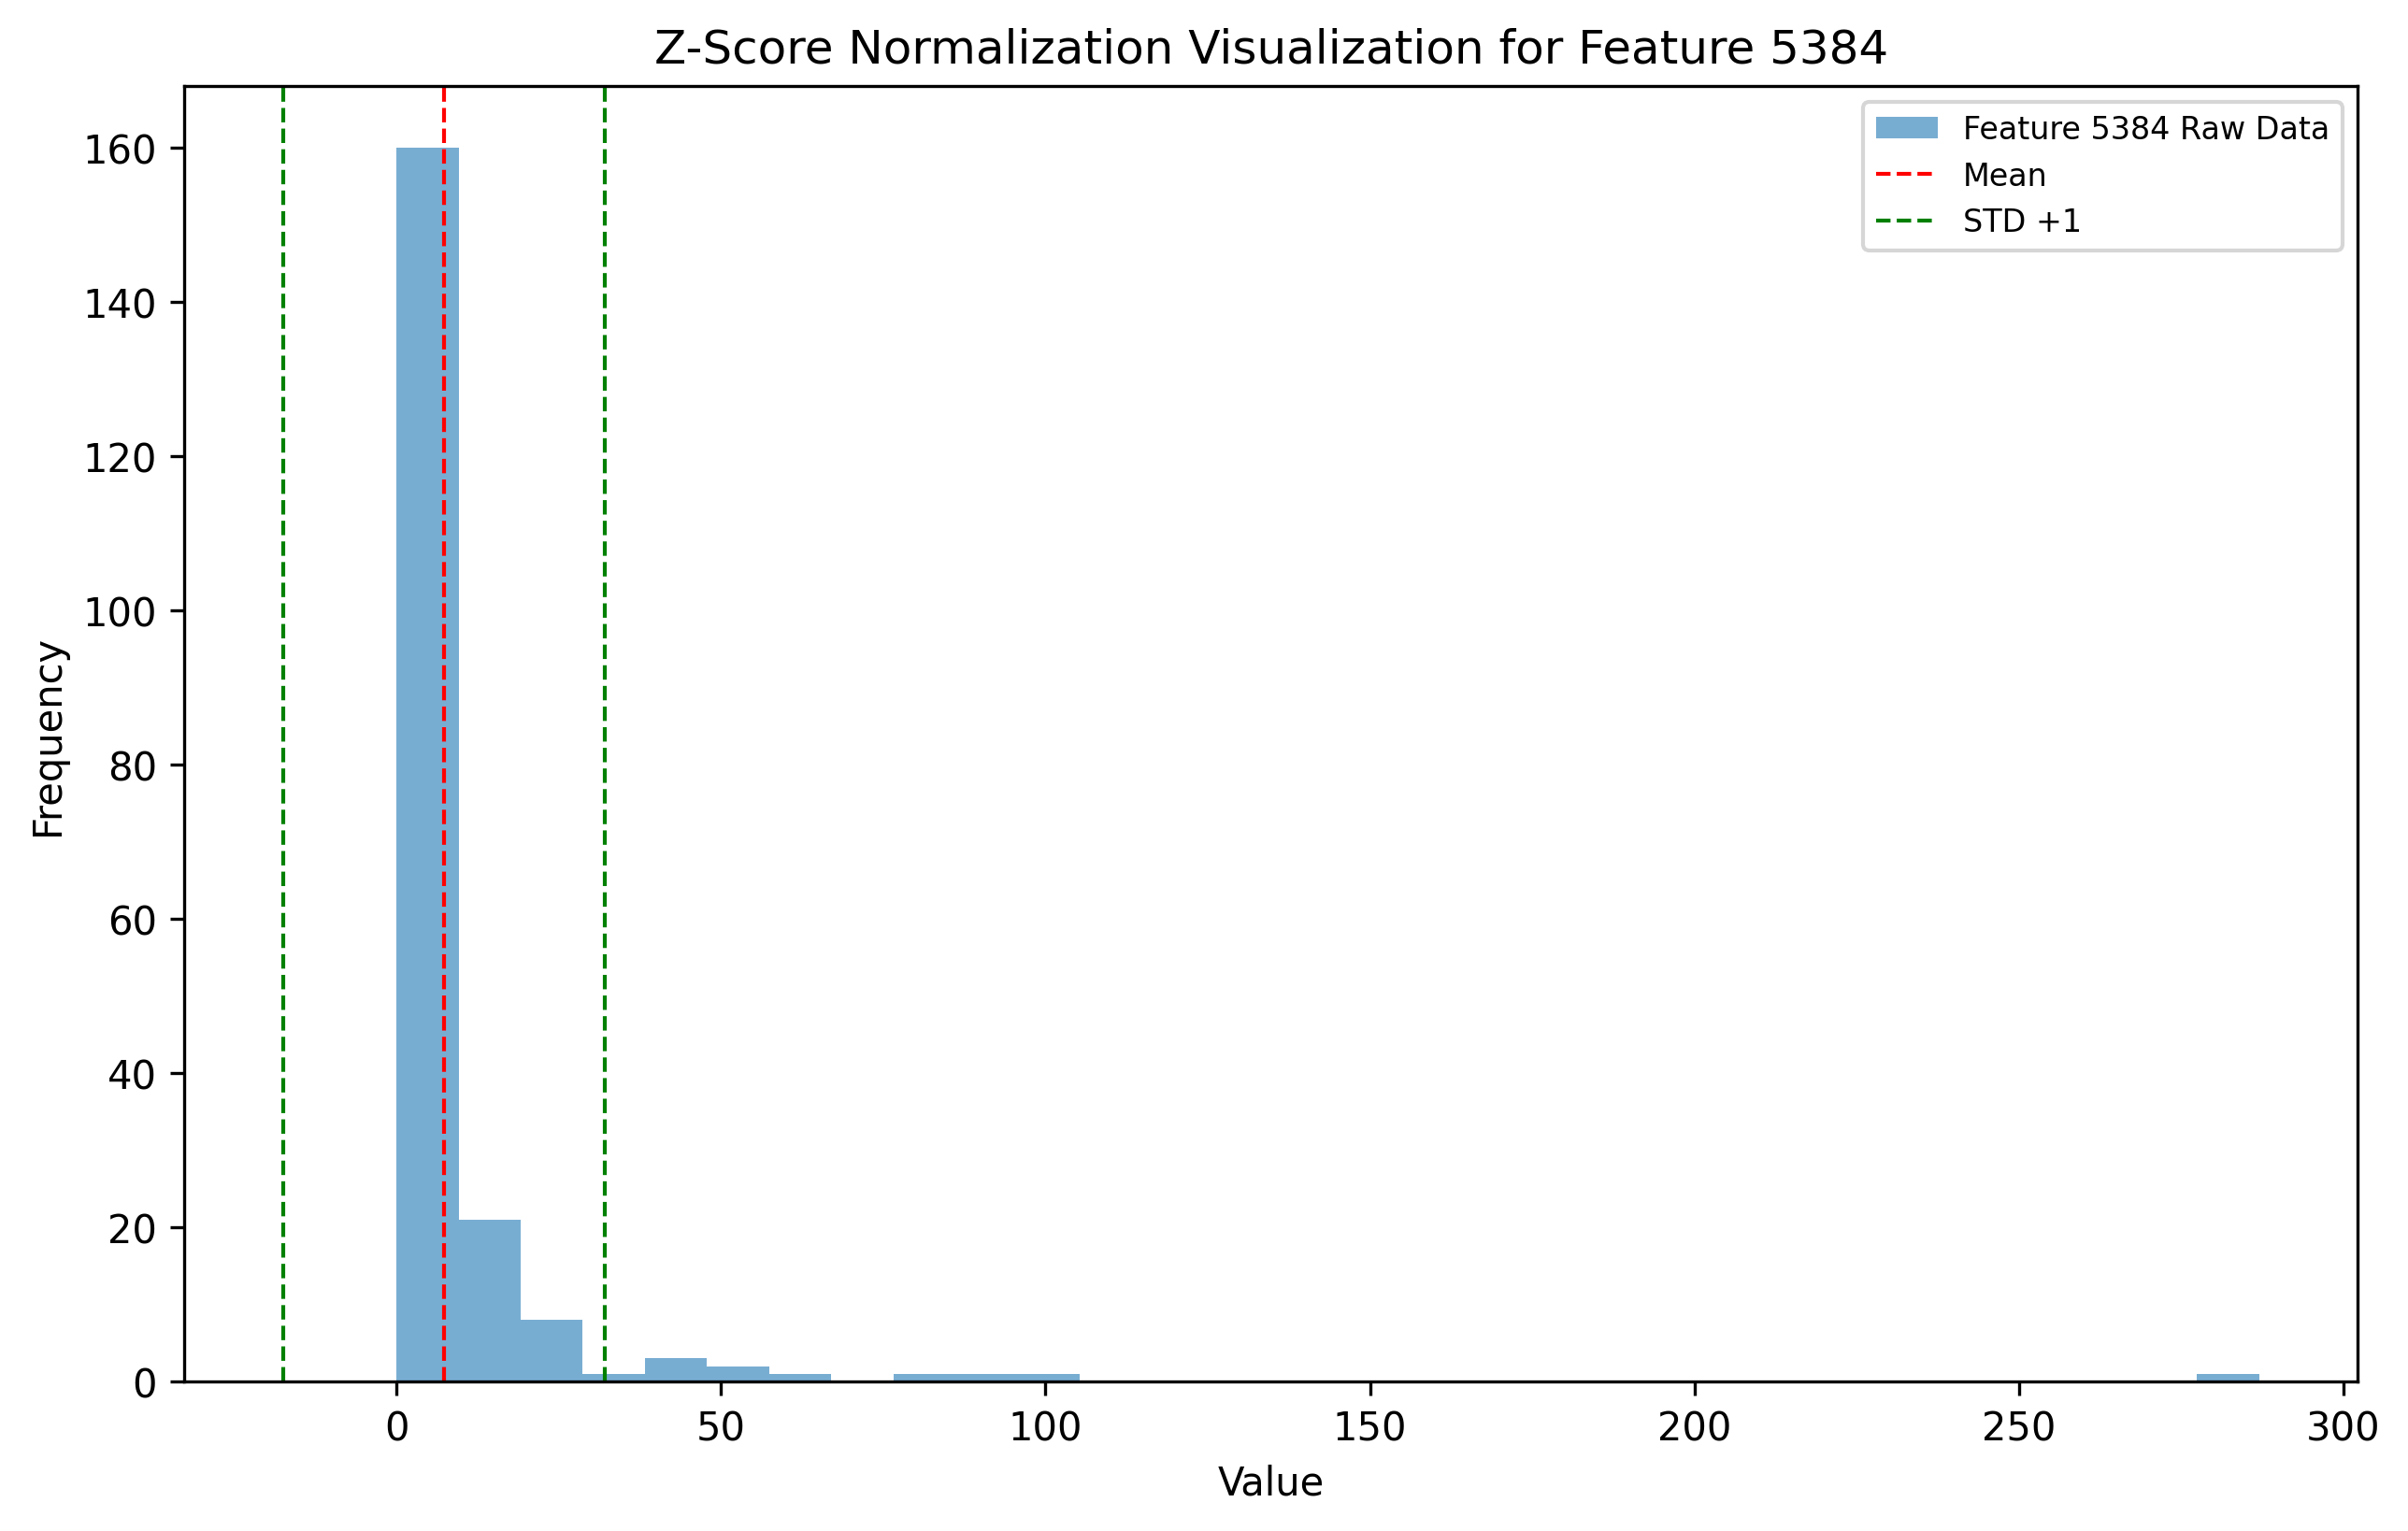 Z-Score Normalization Visualization for Feature 5384
Feature 5384 Raw Data
Mean
STD +1
160
140
120
100
80
60
40
20
0
Frequency
0 50 100 150 200 250 300
Value